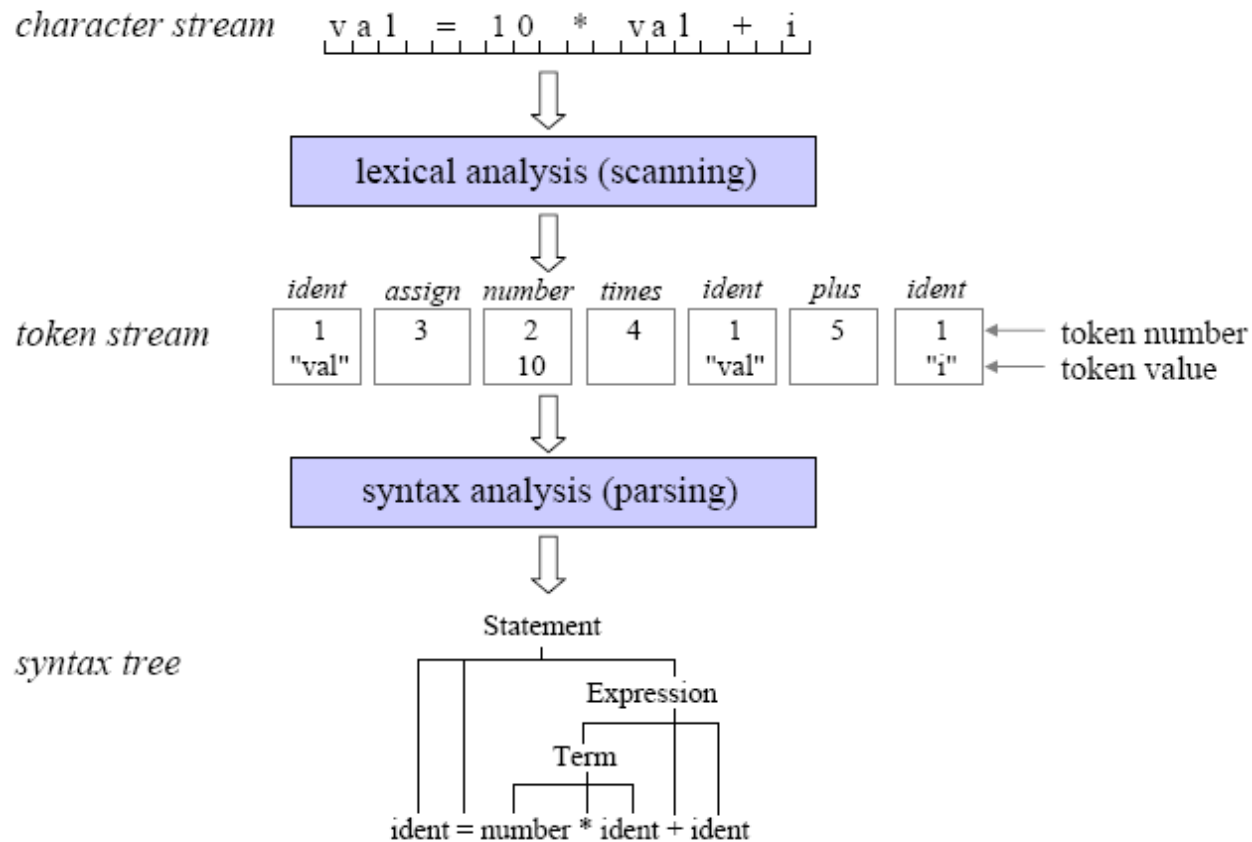 character stream v a l = 1 0 * v a l + i
lexical analysis (scanning)
ident assign number times ident plus ident
token stream 1 3 2 4 1 5 1 token number
"val" 10 "val" "i" token value
syntax analysis (parsing)
Statement
syntax tree
Expression
Term
ident = number * ident + ident